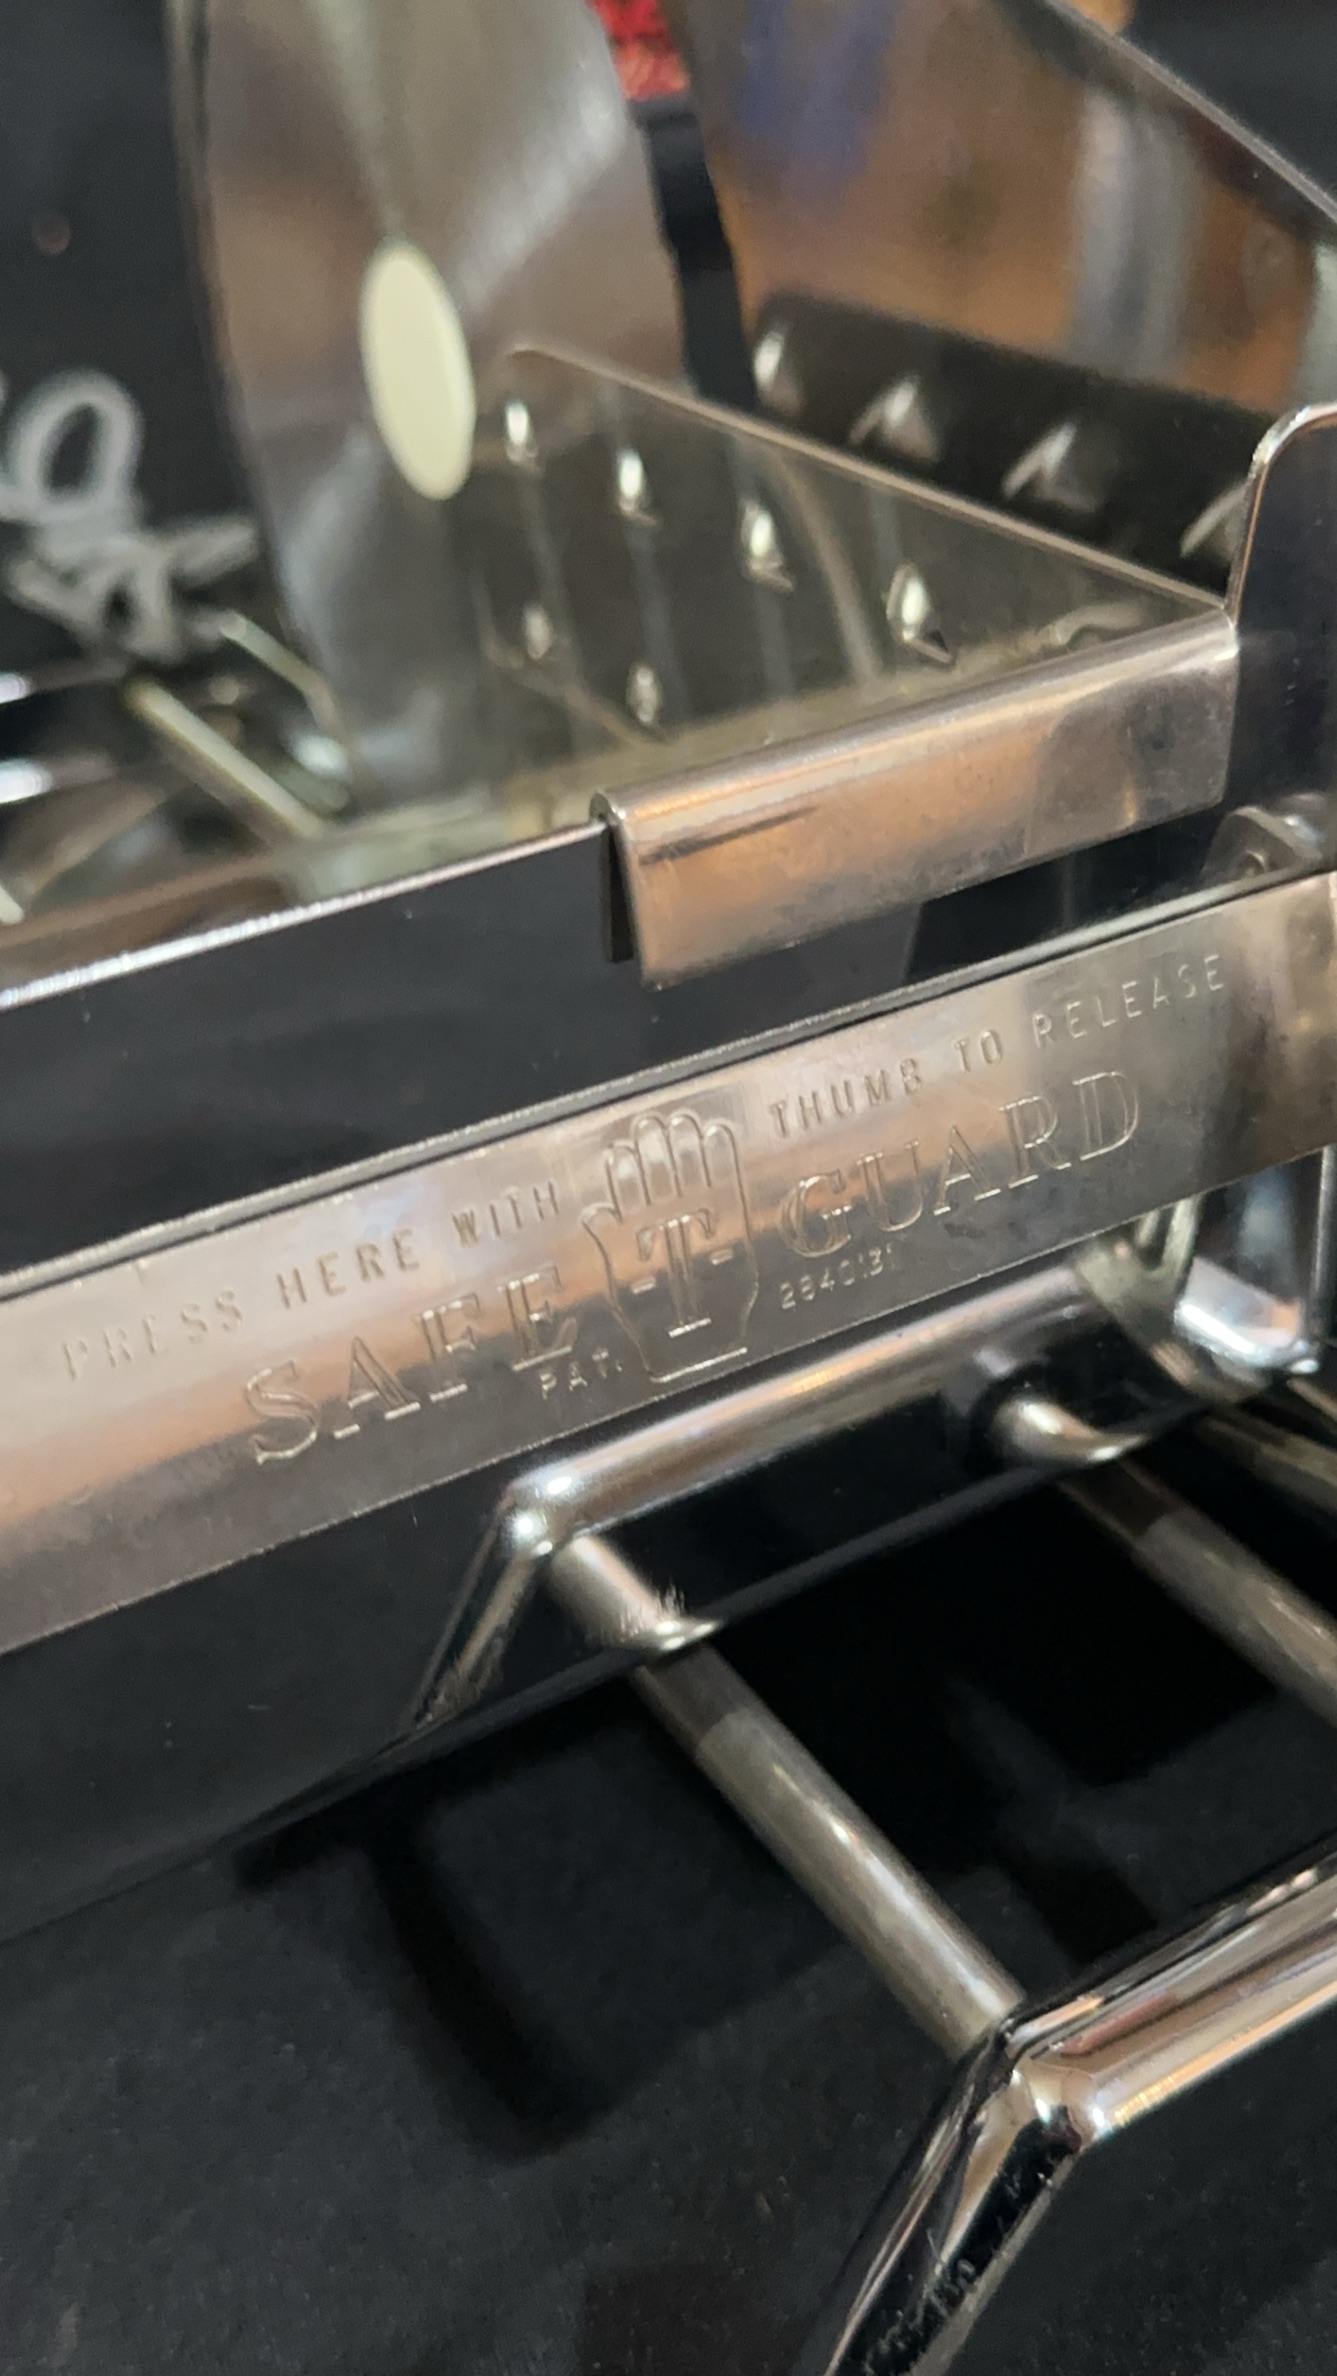 PRESS HERE WITH THUMB TO RELEASE
SAFE T GUARD
PAT. 2840131